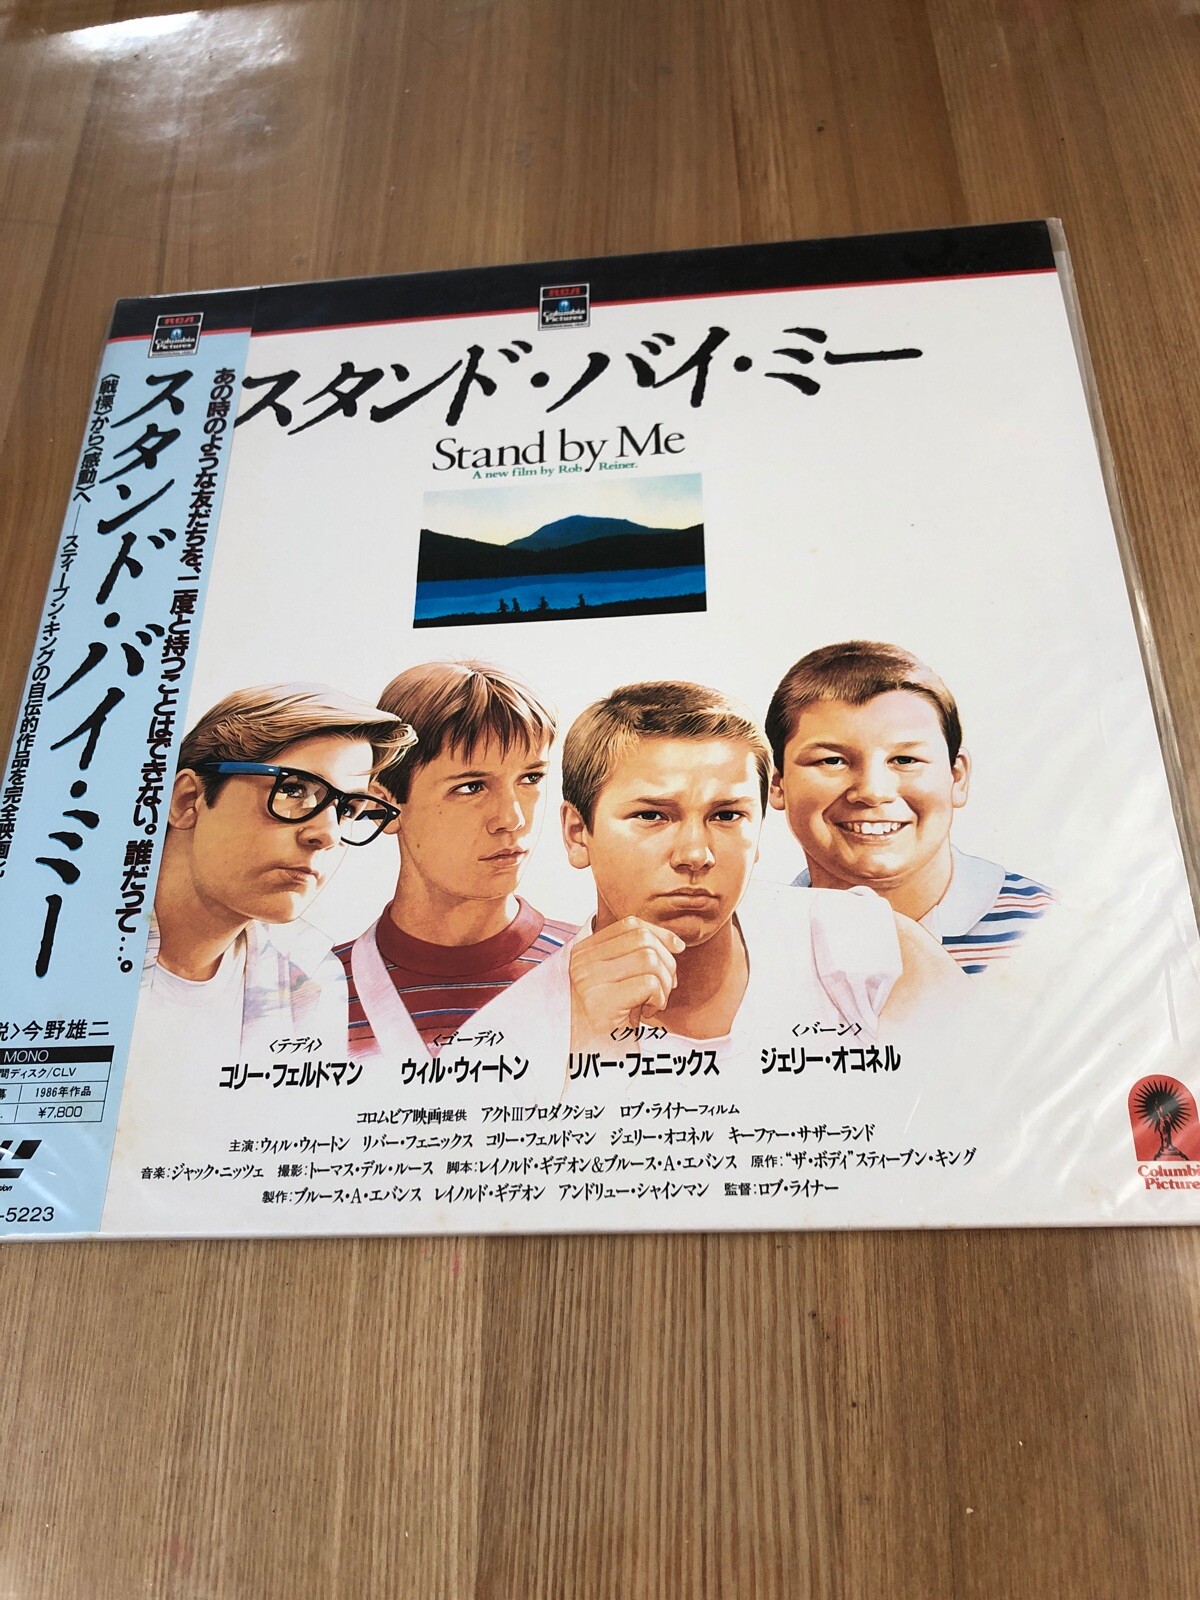 RCA
Columbia
Pictures
INTERNATIONAL VIDEO
RCA
Columbia
Pictures
INTERNATIONAL VIDEO
スタンド・バイ・ミー
Stand by Me
A new film by Rob Reiner.
あの時のような友だちを、二度と持つことはできない。誰だって…。
スタンド・バイ・ミー
〈戦慄〉から〈感動〉へ──スティーブン・キングの自伝的作品を完全映画化
〉今野雄二
MONO
間ディスク/CLV
幕 1986年作品
¥7,800
-5223
〈テディ〉
コリー・フェルドマン
〈ゴーディ〉
ウィル・ウィートン
〈クリス〉
リバー・フェニックス
〈バーン〉
ジェリー・オコネル
コロムビア映画提供 アクトIIIプロダクション ロブ・ライナーフィルム
主演:ウィル・ウィートン リバー・フェニックス コリー・フェルドマン ジェリー・オコネル キーファー・サザーランド
音楽:ジャック・ニッツェ 撮影:トーマス・デル・ルース 脚本:レイノルド・ギデオン&ブルース・A・エバンス 原作:“ザ・ボディ”スティーブン・キング
製作:ブルース・A・エバンス レイノルド・ギデオン アンドリュー・シャインマン 監督:ロブ・ライナー
Columbia
Pictures